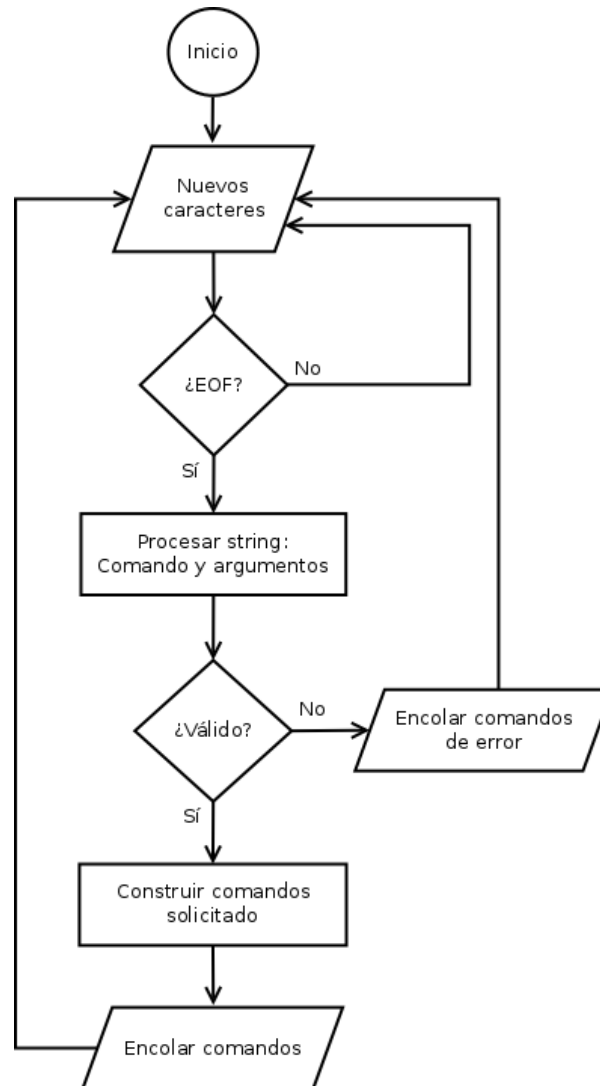 Inicio
Nuevos
caracteres
¿EOF?
No
Sí
Procesar string:
Comando y argumentos
¿Válido?
No
Encolar comandos
de error
Sí
Construir comandos
solicitado
Encolar comandos